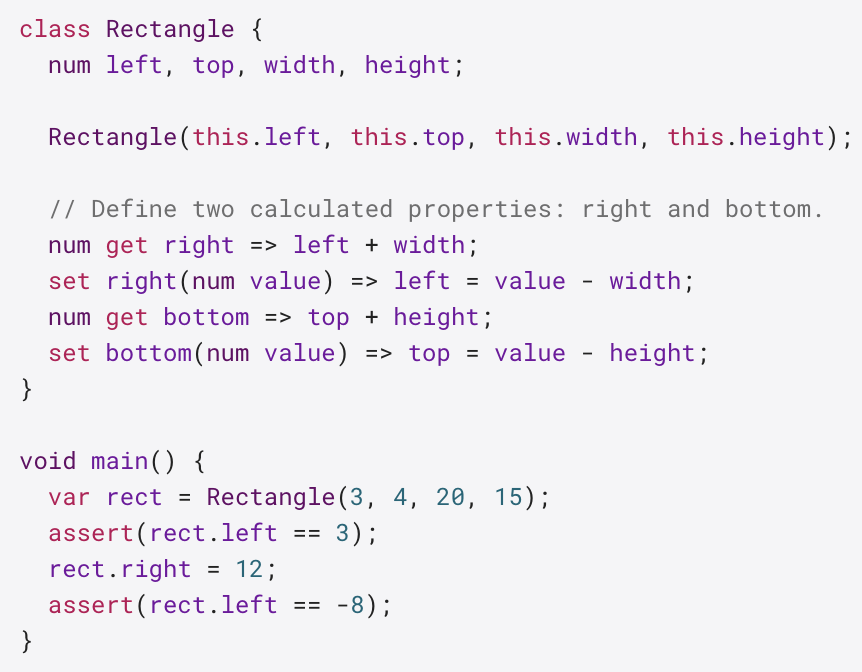 class Rectangle {
  num left, top, width, height;

  Rectangle(this.left, this.top, this.width, this.height);

  // Define two calculated properties: right and bottom.
  num get right => left + width;
  set right(num value) => left = value - width;
  num get bottom => top + height;
  set bottom(num value) => top = value - height;
}

void main() {
  var rect = Rectangle(3, 4, 20, 15);
  assert(rect.left == 3);
  rect.right = 12;
  assert(rect.left == -8);
}